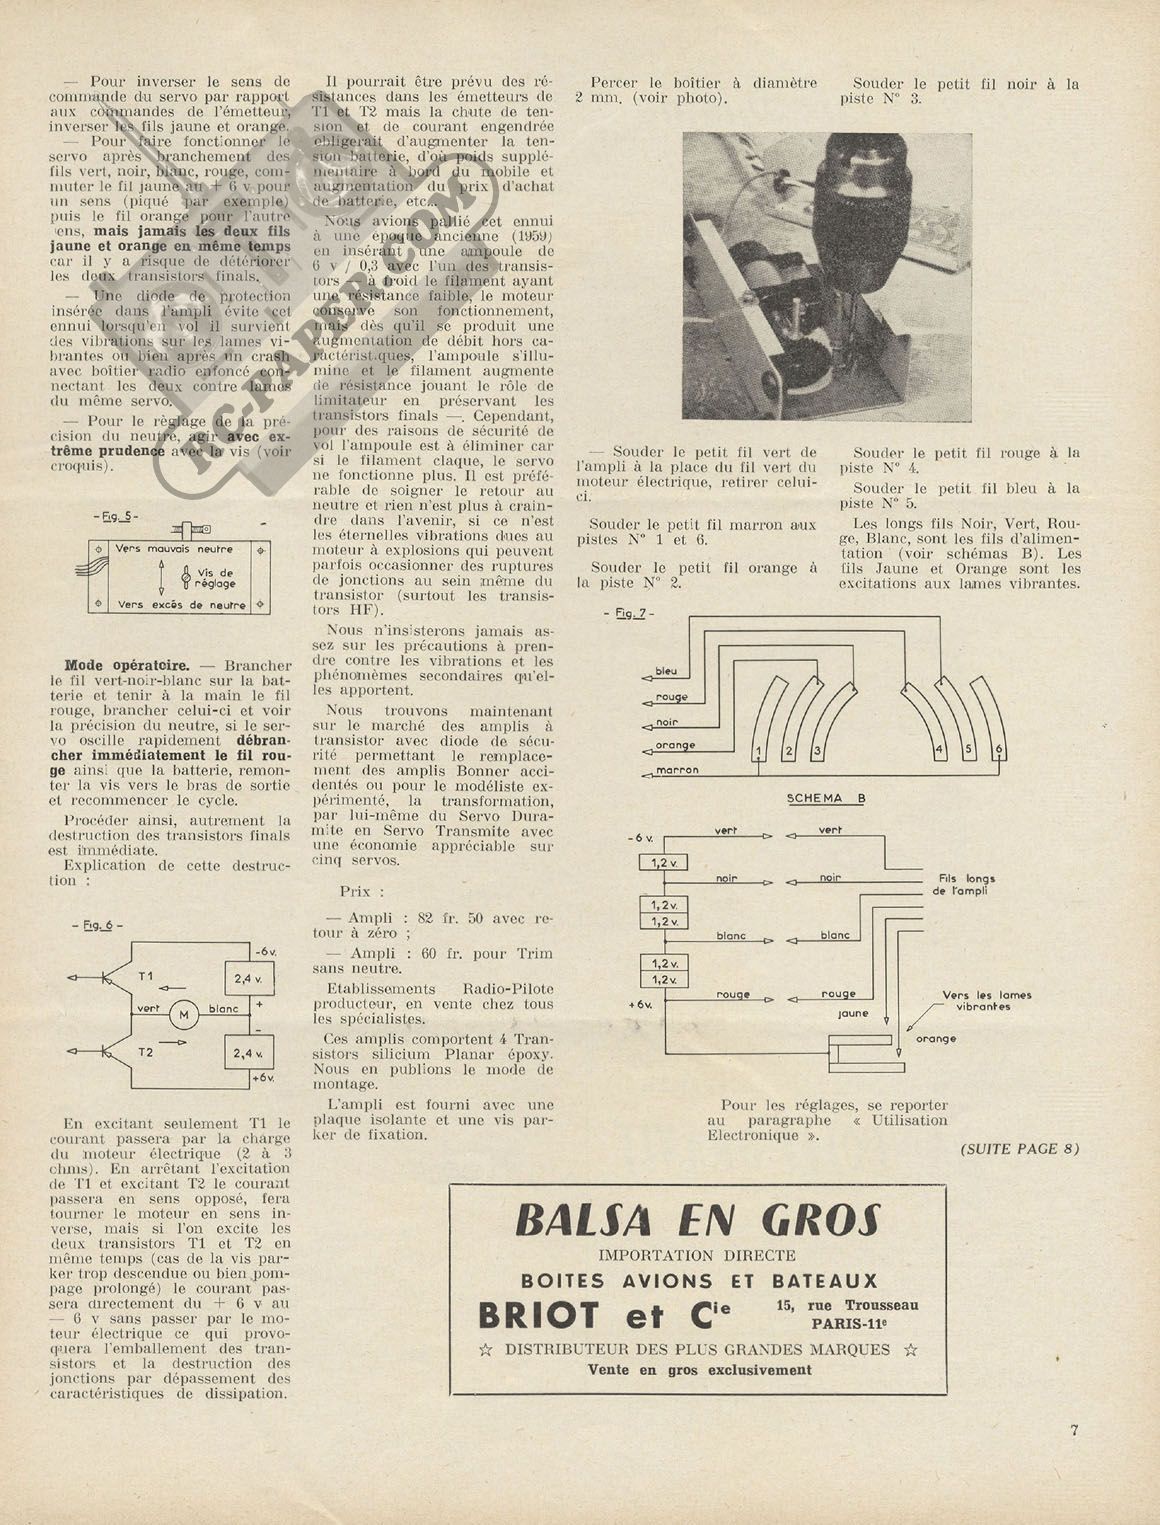 — Pour inverser le sens de
commande du servo par rapport
aux commandes de l'émetteur,
inverser les fils jaune et orange.
— Pour faire fonctionner le
servo après branchement des
fils vert, noir, blanc, rouge, com-
muter le fil jaune au + 6 v pour
un sens (piqué par exemple)
puis le fil orange pour l'autre
sens, mais jamais les deux fils
jaune et orange en même temps
car il y a risque de détériorer
les deux transistors finals.
— Une diode de protection
insérée dans l'ampli évite cet
ennui lorsqu'en vol il survient
des vibrations sur les lames vi-
brantes ou bien après un crash
avec boîtier radio enfoncé con-
nectant les deux contre lames
du même servo.
— Pour le règlage de la pré-
cision du neutre, agir avec ex-
trême prudence avec la vis (voir
croquis).
- Fig. 5 -
Vers mauvais neutre
Vis de
réglage
Vers excès de neutre
Mode opératoire. — Brancher
le fil vert-noir-blanc sur la bat-
terie et tenir à la main le fil
rouge, brancher celui-ci et voir
la précision du neutre, si le ser-
vo oscille rapidement débran-
cher immédiatement le fil rou-
ge ainsi que la batterie, remon-
ter la vis vers le bras de sortie
et recommencer le cycle.
Procéder ainsi, autrement la
destruction des transistors finals
est immédiate.
Explication de cette destruc-
tion :
- Fig. 6 -
-6v.
T1
2,4 v.
vert
M
blanc
+
-
T2
2,4 v.
+6v.
En excitant seulement T1 le
courant passera par la charge
du moteur électrique (2 à 3
ohms). En arrêtant l'excitation
de T1 et excitant T2 le courant
passera en sens opposé, fera
tourner le moteur en sens in-
verse, mais si l'on excite les
deux transistors T1 et T2 en
même temps (cas de la vis par-
ker trop descendue ou bien pom-
page prolongé) le courant pas-
sera directement du + 6 v au
— 6 v sans passer par le mo-
teur électrique ce qui provo-
quera l'emballement des tran-
sistors et la destruction des
jonctions par dépassement des
caractéristiques de dissipation.
Il pourrait être prévu des ré-
sistances dans les émetteurs de
T1 et T2 mais la chute de ten-
sion et de courant engendrée
obligerait d'augmenter la ten-
sion batterie, d'où poids supplé-
mentaire à bord du mobile et
augmentation du prix d'achat
de batterie, etc..
Nous avions pallié cet ennui
à une époque ancienne (1959)
en insérant une ampoule de
6 v / 0,3 avec l'un des transis-
tors — à froid le filament ayant
une résistance faible, le moteur
conserve son fonctionnement,
mais dès qu'il se produit une
augmentation de débit hors ca-
ractéristiques, l'ampoule s'illu-
mine et le filament augmente
de résistance jouant le rôle de
limitateur en préservant les
transistors finals —. Cependant,
pour des raisons de sécurité de
vol l'ampoule est à éliminer car
si le filament claque, le servo
ne fonctionne plus. Il est préfé-
rable de soigner le retour au
neutre et rien n'est plus à crain-
dre dans l'avenir, si ce n'est
les éternelles vibrations dues au
moteur à explosions qui peuvent
parfois occasionner des ruptures
de jonctions au sein même du
transistor (surtout les transis-
tors HF).
Nous n'insisterons jamais as-
sez sur les précautions à pren-
dre contre les vibrations et les
phénomèmes secondaires qu'el-
les apportent.
Nous trouvons maintenant
sur le marché des amplis à
transistor avec diode de sécu-
rité permettant le remplace-
ment des amplis Bonner acci-
dentés ou pour le modéliste ex-
périmenté, la transformation,
par lui-même du Servo Dura-
mite en Servo Transmite avec
une économie appréciable sur
cinq servos.
Prix :
— Ampli : 82 fr. 50 avec re-
tour à zéro ;
— Ampli : 60 fr. pour Trim
sans neutre.
Etablissements Radio-Pilote
producteur, en vente chez tous
les spécialistes.
Ces amplis comportent 4 Tran-
sistors silicium Planar époxy.
Nous en publions le mode de
montage.
L'ampli est fourni avec une
plaque isolante et une vis par-
ker de fixation.
Percer le boîtier à diamètre
2 mm. (voir photo).
— Souder le petit fil vert de
l'ampli à la place du fil vert du
moteur électrique, retirer celui-
ci.
Souder le petit fil marron aux
pistes N° 1 et 6.
Souder le petit fil orange à
la piste N° 2.
Souder le petit fil noir à la
piste N° 3.
Souder le petit fil rouge à la
piste N° 4.
Souder le petit fil bleu à la
piste N° 5.
Les longs fils Noir, Vert, Rou-
ge, Blanc, sont les fils d'alimen-
tation (voir schémas B). Les
fils Jaune et Orange sont les
excitations aux lames vibrantes.
- Fig. 7 -
bleu
rouge
noir
orange
marron
1 2 3 4 5 6
SCHEMA B
- 6 v.
vert vert
1,2 v.
noir noir
Fils longs
de l'ampli
1,2 v.
1,2 v.
blanc blanc
1,2 v.
1,2 v.
+ 6v.
rouge rouge
jaune
Vers les lames
vibrantes
orange
Pour les réglages, se reporter
au paragraphe « Utilisation
Electronique ».
(SUITE PAGE 8)
BALSA EN GROS
IMPORTATION DIRECTE
BOITES AVIONS ET BATEAUX
BRIOT et Cie
15, rue Trousseau
PARIS-11e
☆ DISTRIBUTEUR DES PLUS GRANDES MARQUES ☆
Vente en gros exclusivement
7
RC-PAPER.COM